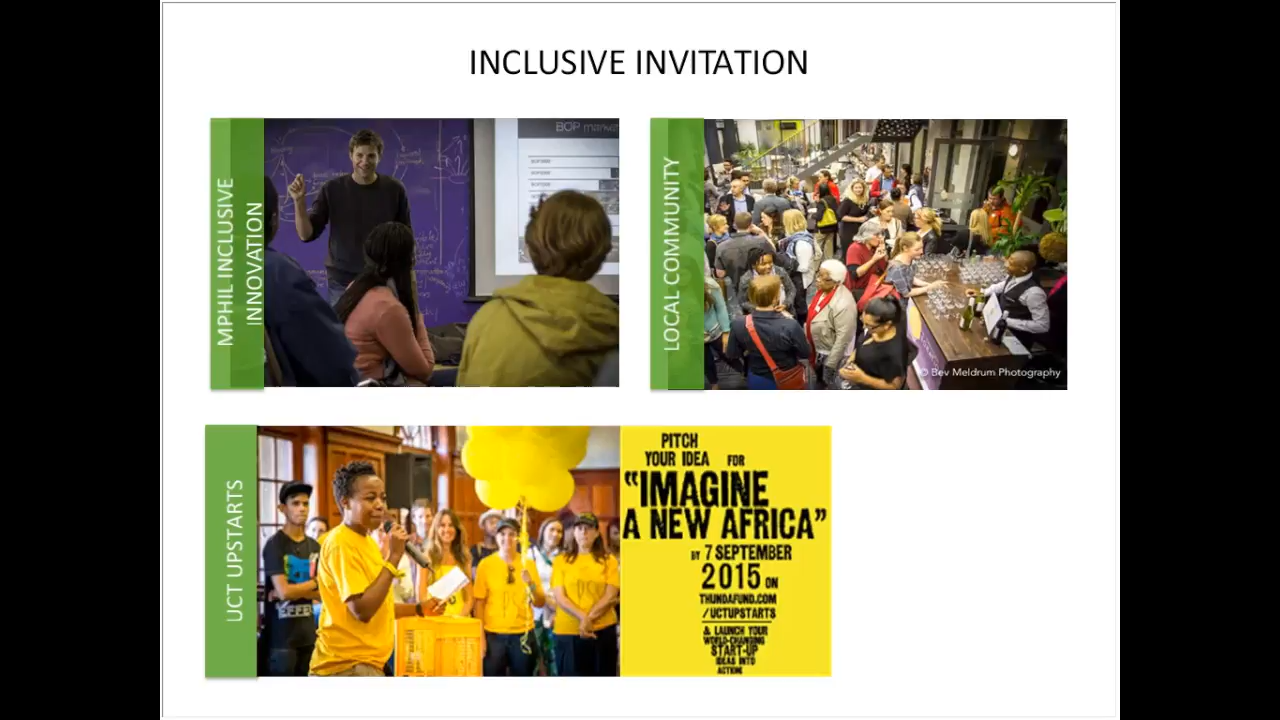 INCLUSIVE INVITATION
MPHIL INCLUSIVE
INNOVATION
BOP market
LOCAL COMMUNITY
© Bev Meldrum Photography
UCT UPSTARTS
PITCH
YOUR IDEA FOR
“IMAGINE
A NEW AFRICA”
BY 7 SEPTEMBER
2015 ON
THUNDAFUND.COM
/UCTUPSTARTS
& LAUNCH YOUR
WORLD-CHANGING
START-UP
IDEAS INTO
ACTION!